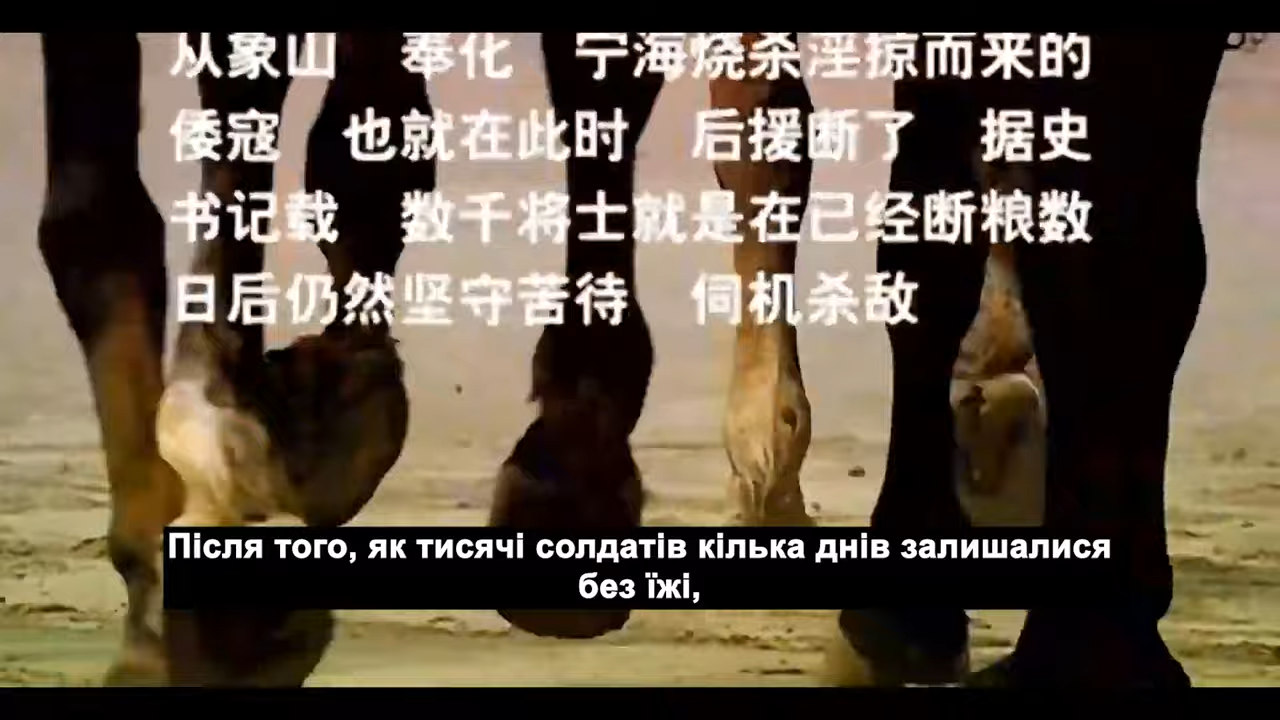 从象山 奉化 宁海烧杀淫掠而来的
倭寇 也就在此时 后援断了 据史
书记载 数千将士就是在已经断粮数
日后仍然坚守苦待 伺机杀敌
Після того, як тисячі солдатів кілька днів залишалися
без їжі,